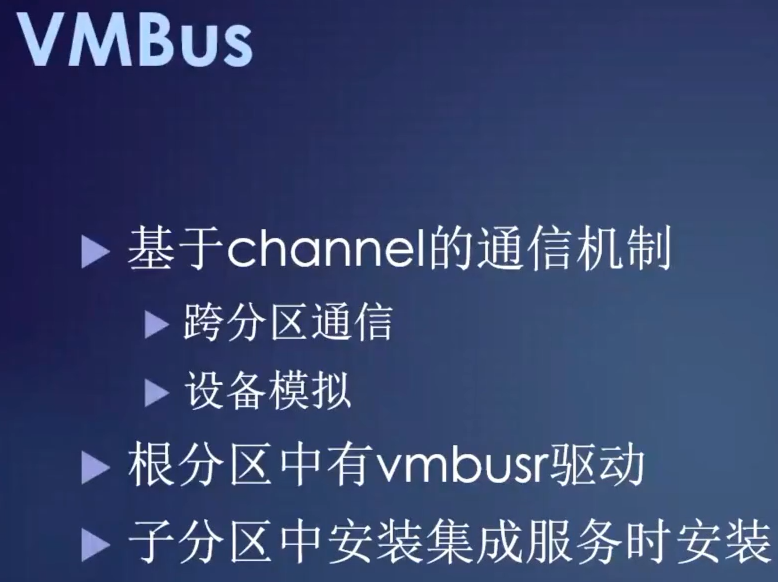 VMBus
基于channel的通信机制
跨分区通信
设备模拟
根分区中有vmbusr驱动
子分区中安装集成服务时安装